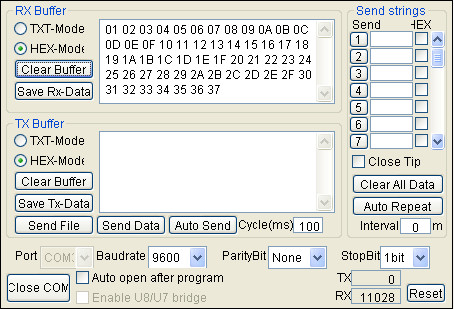 RX Buffer
TXT-Mode
HEX-Mode
Clear Buffer
Save Rx-Data
01 02 03 04 05 06 07 08 09 0A 0B 0C
0D 0E 0F 10 11 12 13 14 15 16 17 18
19 1A 1B 1C 1D 1E 1F 20 21 22 23 24
25 26 27 28 29 2A 2B 2C 2D 2E 2F 30
31 32 33 34 35 36 37
TX Buffer
TXT-Mode
HEX-Mode
Clear Buffer
Save Tx-Data
Send File Send Data Auto Send Cycle(ms) 100
Send strings
Send HEX
1
2
3
4
5
6
7
Close Tip
Clear All Data
Auto Repeat
Interval 0 m
Port Baudrate 9600 ParityBit None StopBit 1bit
Close COM
Auto open after program
Enable U8/U7 bridge
TX 0
RX 11028
Reset